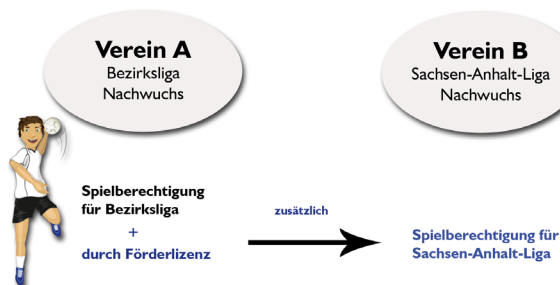 Verein A
Bezirksliga
Nachwuchs
Verein B
Sachsen-Anhalt-Liga
Nachwuchs
Spielberechtigung
für Bezirksliga
+
durch Förderlizenz
zusätzlich
Spielberechtigung für
Sachsen-Anhalt-Liga